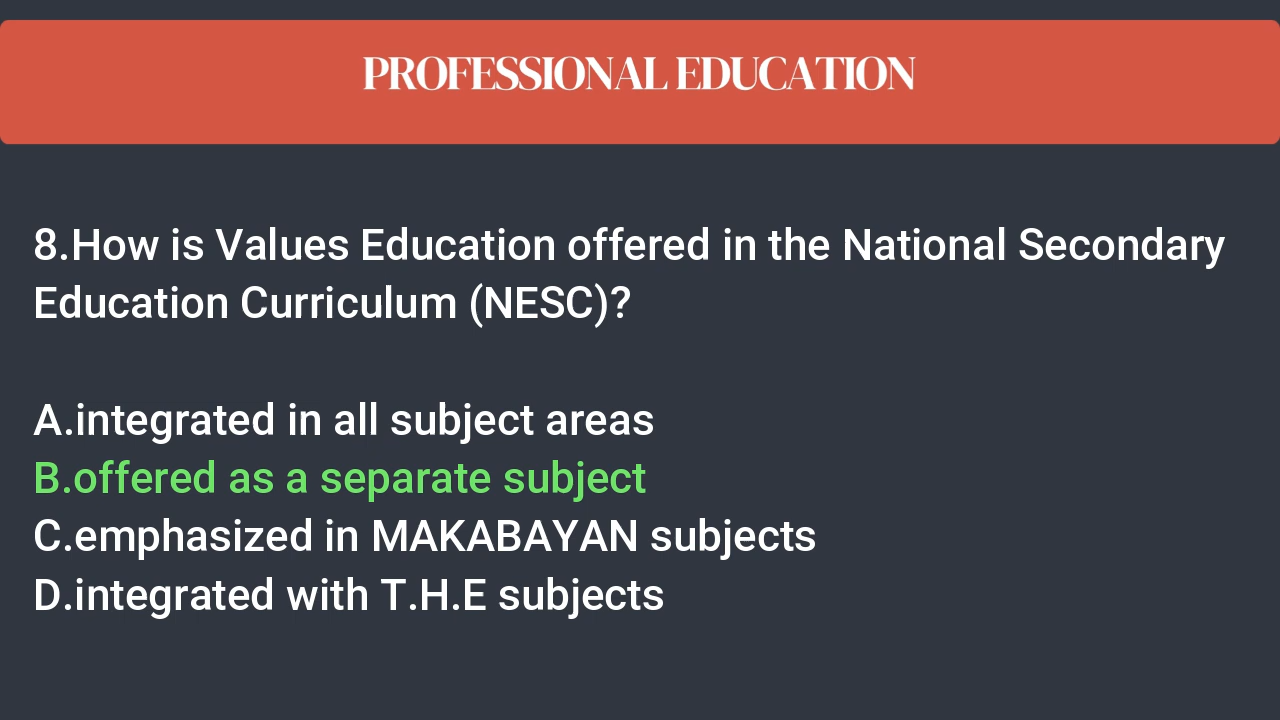 PROFESSIONAL EDUCATION
8.How is Values Education offered in the National Secondary
Education Curriculum (NESC)?
A.integrated in all subject areas
B.offered as a separate subject
C.emphasized in MAKABAYAN subjects
D.integrated with T.H.E subjects